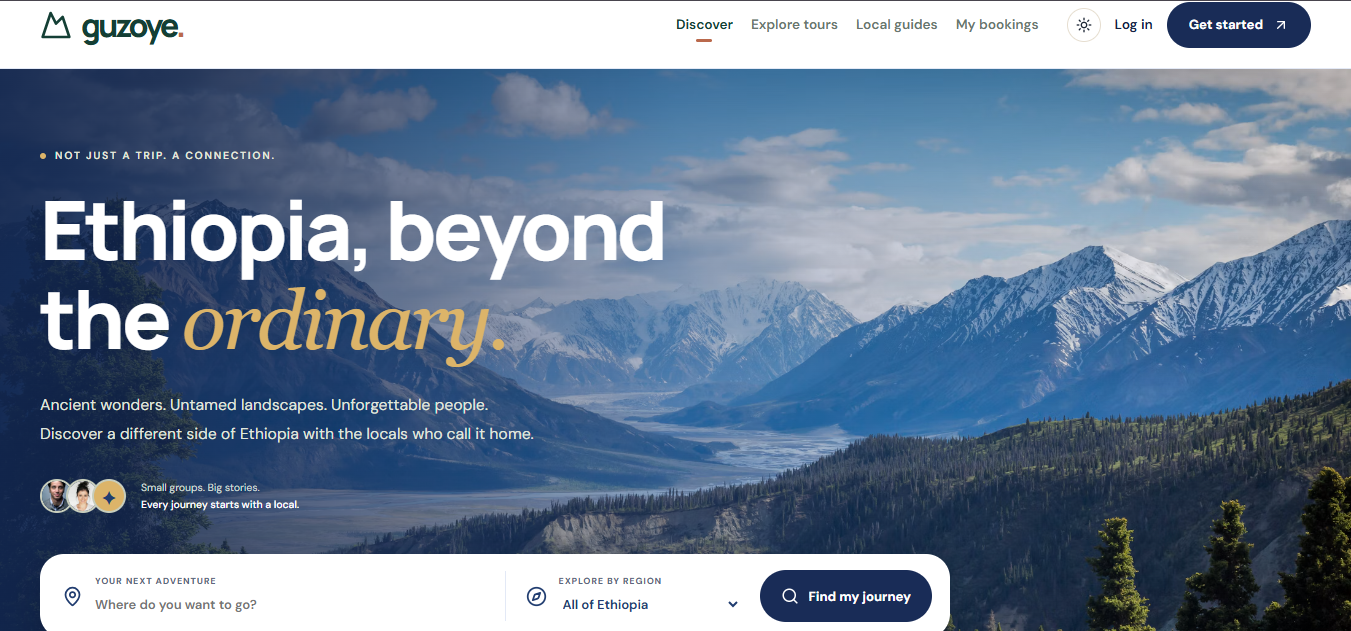 guzoye.
Discover
Explore tours
Local guides
My bookings
Log in
Get started
NOT JUST A TRIP. A CONNECTION.
Ethiopia, beyond
the ordinary.
Ancient wonders. Untamed landscapes. Unforgettable people.
Discover a different side of Ethiopia with the locals who call it home.
Small groups. Big stories.
Every journey starts with a local.
YOUR NEXT ADVENTURE
Where do you want to go?
EXPLORE BY REGION
All of Ethiopia
Find my journey